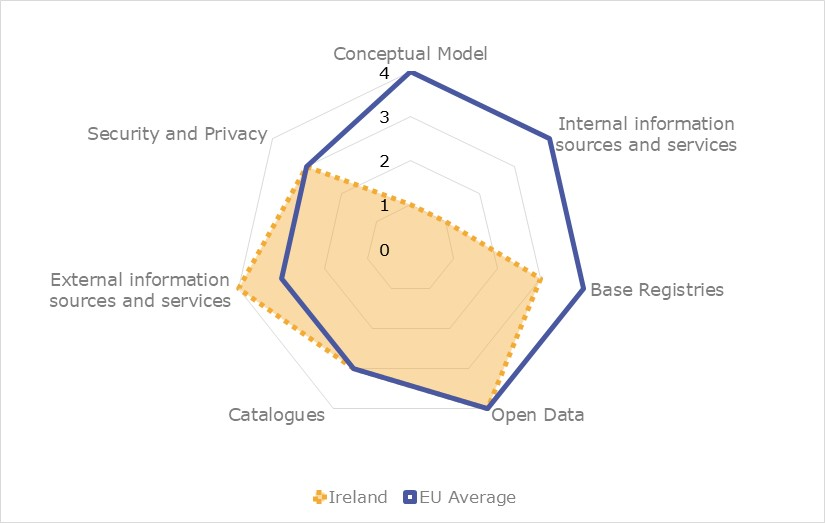 Conceptual Model
4
3
2
1
0
Internal information
sources and services
Security and Privacy
External information
sources and services
Base Registries
Catalogues
Open Data
Ireland
EU Average